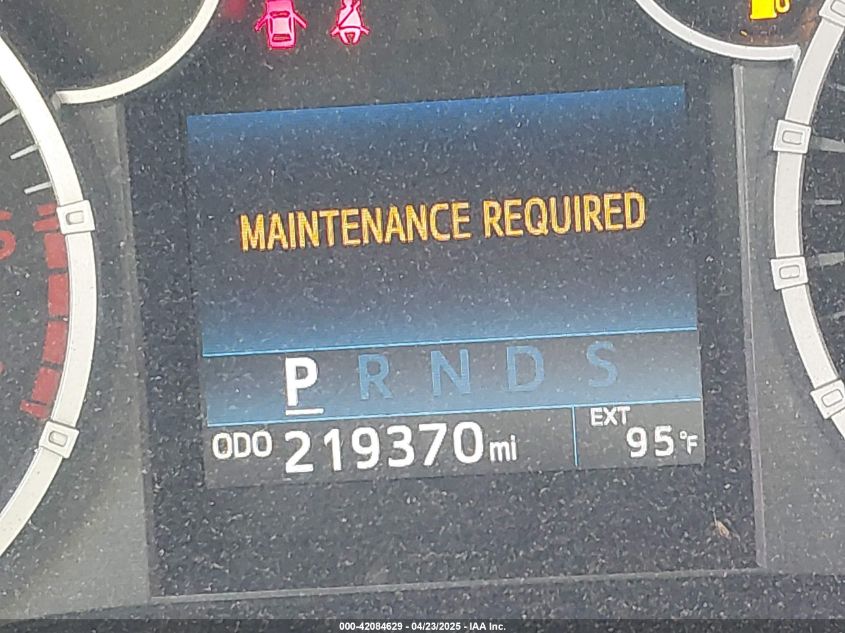 MAINTENANCE REQUIRED
P R N D S
ODO 219370 mi EXT 95 °F
000-42084629 - 04/23/2025 - IAA Inc.